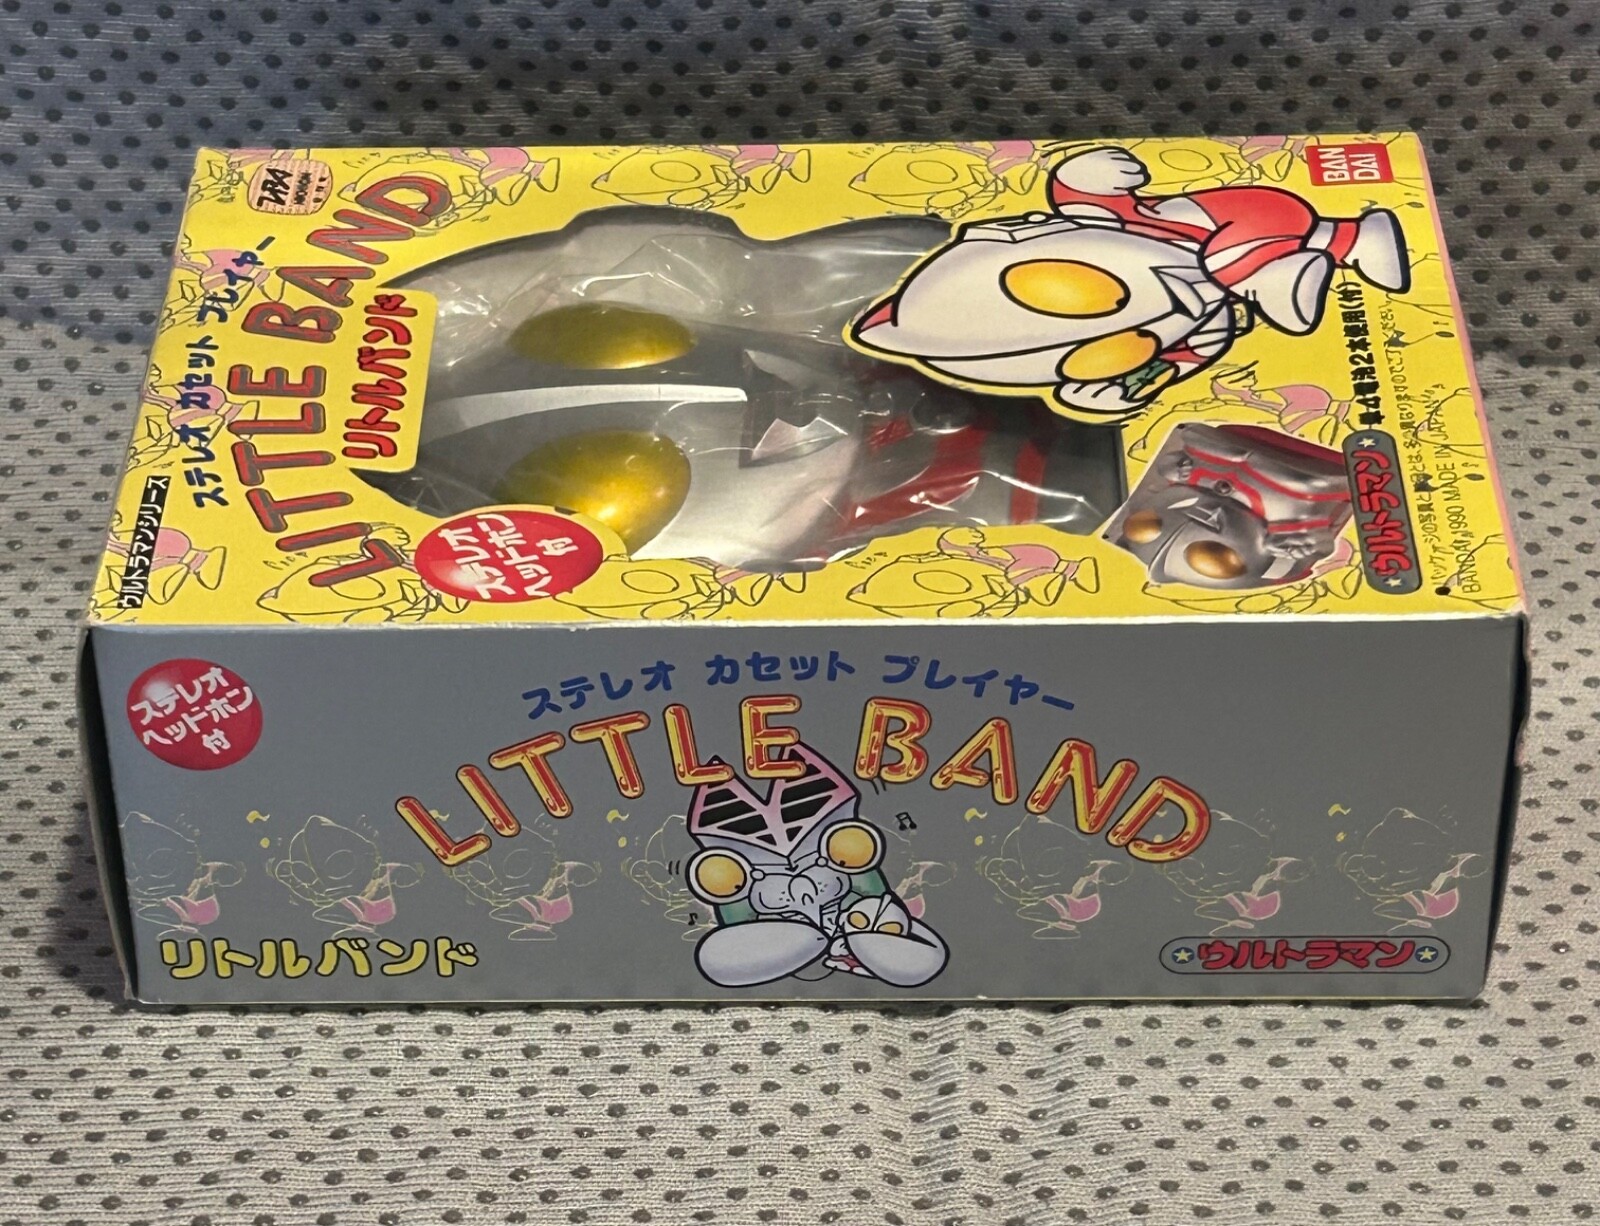 ウルトラマンシリーズ
ステレオ カセット プレイヤー
LITTLE BAND
リトルバンド
ステレオ
ヘッドホン
付
BAN
DAI
単4電池2本使用(別)
ウルトラマン
BANDAI 1990 MADE IN JAPAN
ステレオ
ヘッドホン
付
ステレオ カセット プレイヤー
LITTLE BAND
リトルバンド
ウルトラマン